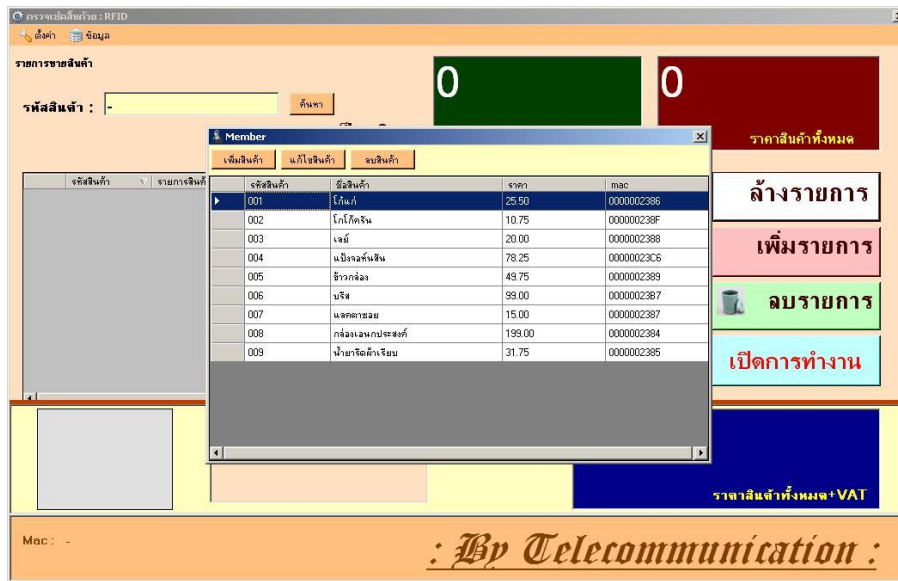 ตรวจเช็คสินค้วย : RFID
ตั้งค่า ข้อมูล
รายการขายสินค้า
0 0
รหัสสินค้า : - ค้นหา
ราคาสินค้าทั้งหมด
Member
เพิ่มสินค้า แก้ไขสินค้า ลบสินค้า
รหัสสินค้า รายการสินค้
รหัสสินค้า ชื่อสินค้า ราคา mac
001 โก๋แก่ 25.50 0000002386
002 โกโก้ครัน 10.75 000000238F
003 เลย์ 20.00 0000002388
004 แป้งจอห์นสัน 78.25 00000023C6
005 ข้าวกล่อง 49.75 0000002389
006 บรีส 99.00 00000023B7
007 แลคตาซอย 15.00 0000002387
008 กล่องเอนกประสงค์ 199.00 0000002384
009 น้ำยารีดผ้าเรียบ 31.75 0000002385
ล้างรายการ
เพิ่มรายการ
ลบรายการ
เปิดการทำงาน
ราคาสินค้าทั้งหมด+VAT
Mac : -
: By Telecommunication :